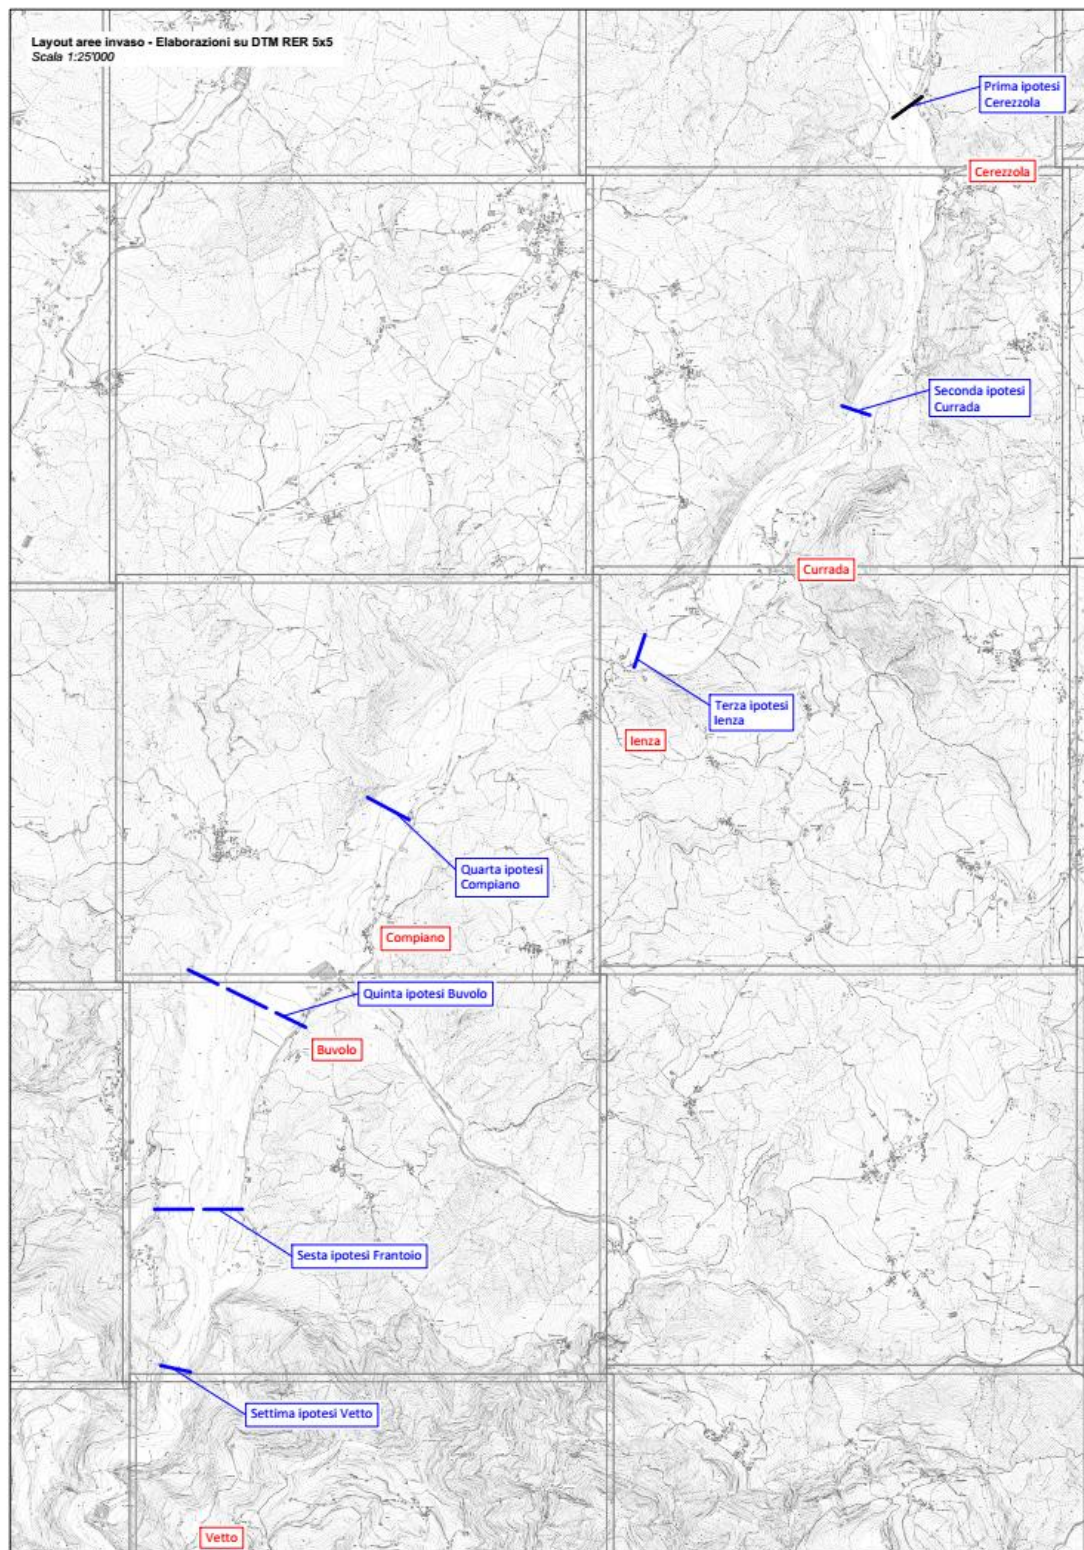 Layout aree invaso - Elaborazioni su DTM RER 5x5
Scala 1:25'000
Prima ipotesi
Cerezzola
Cerezzola
Seconda ipotesi
Currada
Currada
Terza ipotesi
Ienza
Ienza
Quarta ipotesi
Compiano
Compiano
Quinta ipotesi Buvolo
Buvolo
Sesta ipotesi Frantoio
Settima ipotesi Vetto
Vetto